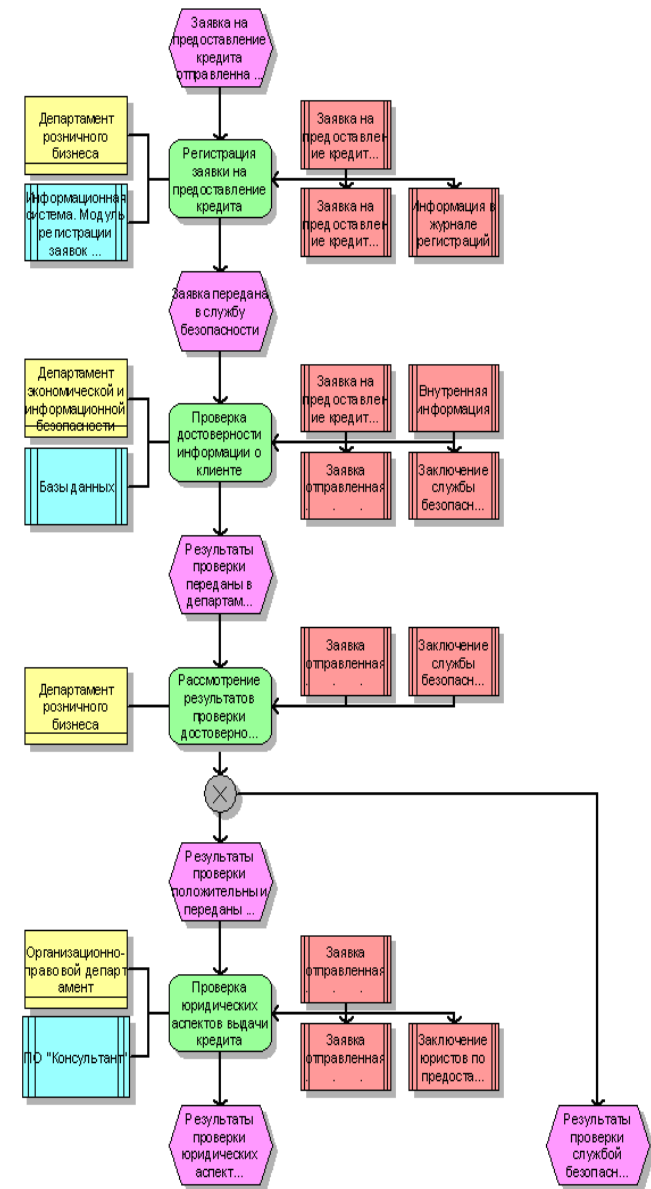 Заявка на
предоставление
кредита
отправленна ...
Департамент
розничного
бизнеса
Информационная
система. Модуль
регистрации
заявок ...
Регистрация
заявки на
предоставление
кредита
Заявка на
предоставлен
ие кредит...
Заявка на
предоставлен
ие кредит...
Информация в
журнале
регистраций
Заявка передана
в службу
безопасности
Департамент
экономической и
информационной
безопасности
Базы данных
Проверка
достоверности
информации о
клиенте
Заявка на
предоставлен
ие кредит...
Внутренняя
информация
Заявка
отправленная
. . .
Заключение
службы
безопасн...
Результаты
проверки
переданы в
департам...
Департамент
розничного
бизнеса
Рассмотрение
результатов
проверки
достоверно...
Заявка
отправленная
. . .
Заключение
службы
безопасн...
Результаты
проверки
положительны и
переданы ...
Организационно-
правовой департ
амент
ПО "Консультант"
Проверка
юридических
аспектов выдачи
кредита
Заявка
отправленная
. . .
Заявка
отправленная
. . .
Заключение
юристов по
предоста...
Результаты
проверки
юридических
аспект...
Результаты
проверки
службой
безопасн...